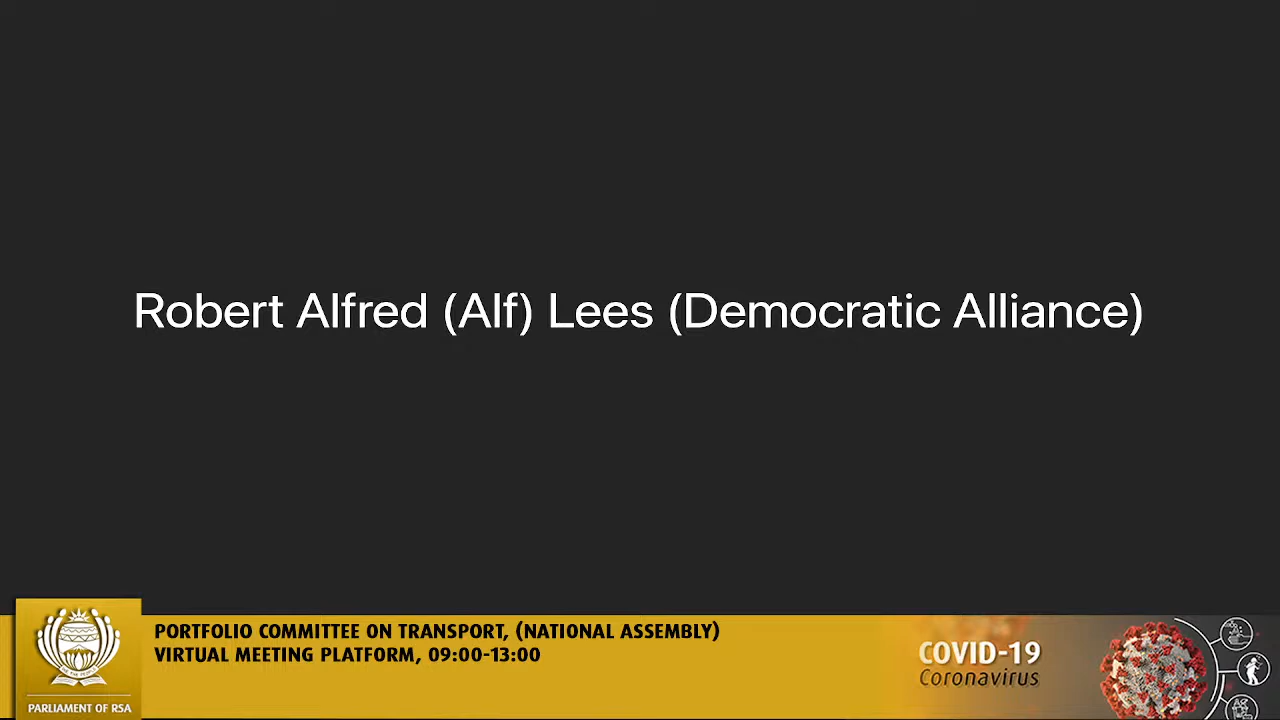 Robert Alfred (Alf) Lees (Democratic Alliance)
PORTFOLIO COMMITTEE ON TRANSPORT, (NATIONAL ASSEMBLY)
VIRTUAL MEETING PLATFORM, 09:00-13:00
PARLIAMENT OF RSA
COVID-19
Coronavirus